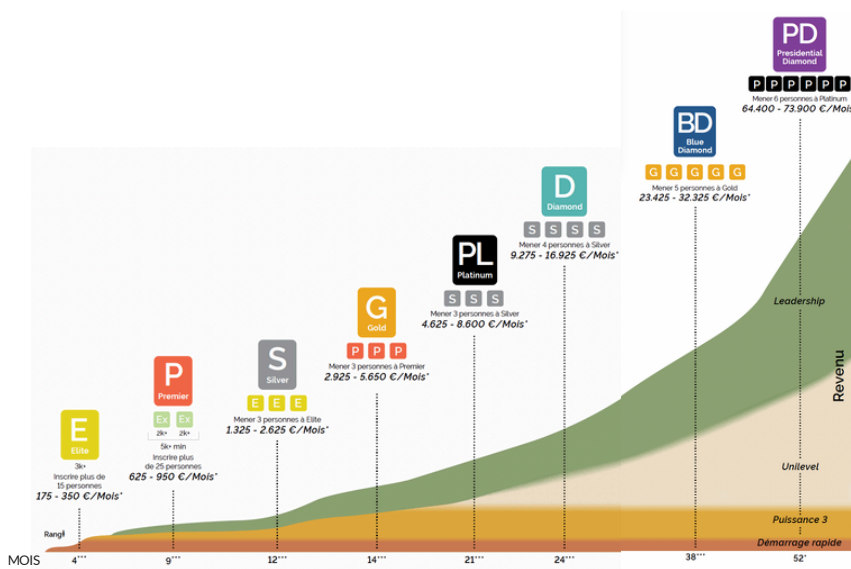 PD
Presidential
Diamond
P P P P P P
Mener 6 personnes à Platinum
64.400 - 73.900 €/Mois
BD
Blue
Diamond
G G G G G
Mener 5 personnes à Gold
23.425 - 32.325 €/Mois*
D
Diamond
S S S S
Mener 4 personnes à Silver
9.275 - 16.925 €/Mois*
PL
Platinum
S S S
Mener 3 personnes à Silver
4.625 - 8.600 €/Mois*
G
Gold
P P P
Mener 3 personnes à Premier
2.925 - 5.650 €/Mois*
S
Silver
E E E
Mener 3 personnes à Elite
1.325 - 2.625 €/Mois*
P
Premier
Ex Ex
2k+ 2k+
5k+ min
Inscrire plus
de 25 personnes
625 - 950 €/Mois*
E
Elite
3k+
Inscrire plus de
15 personnes
175 - 350 €/Mois*
Leadership
Revenu
Unilevel
Puissance 3
Démarrage rapide
Rang
MOIS 4*** 9*** 12*** 14*** 21*** 24*** 38*** 52*